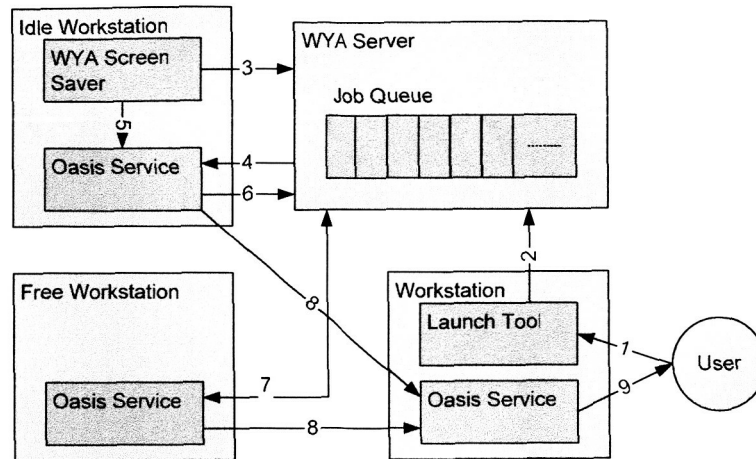 Idle Workstation
WYA Screen
Saver
3
WYA Server
Job Queue
5
Oasis Service
4
6
8
2
Free Workstation
Workstation
Launch Tool
1
User
7
Oasis Service
8
Oasis Service
9